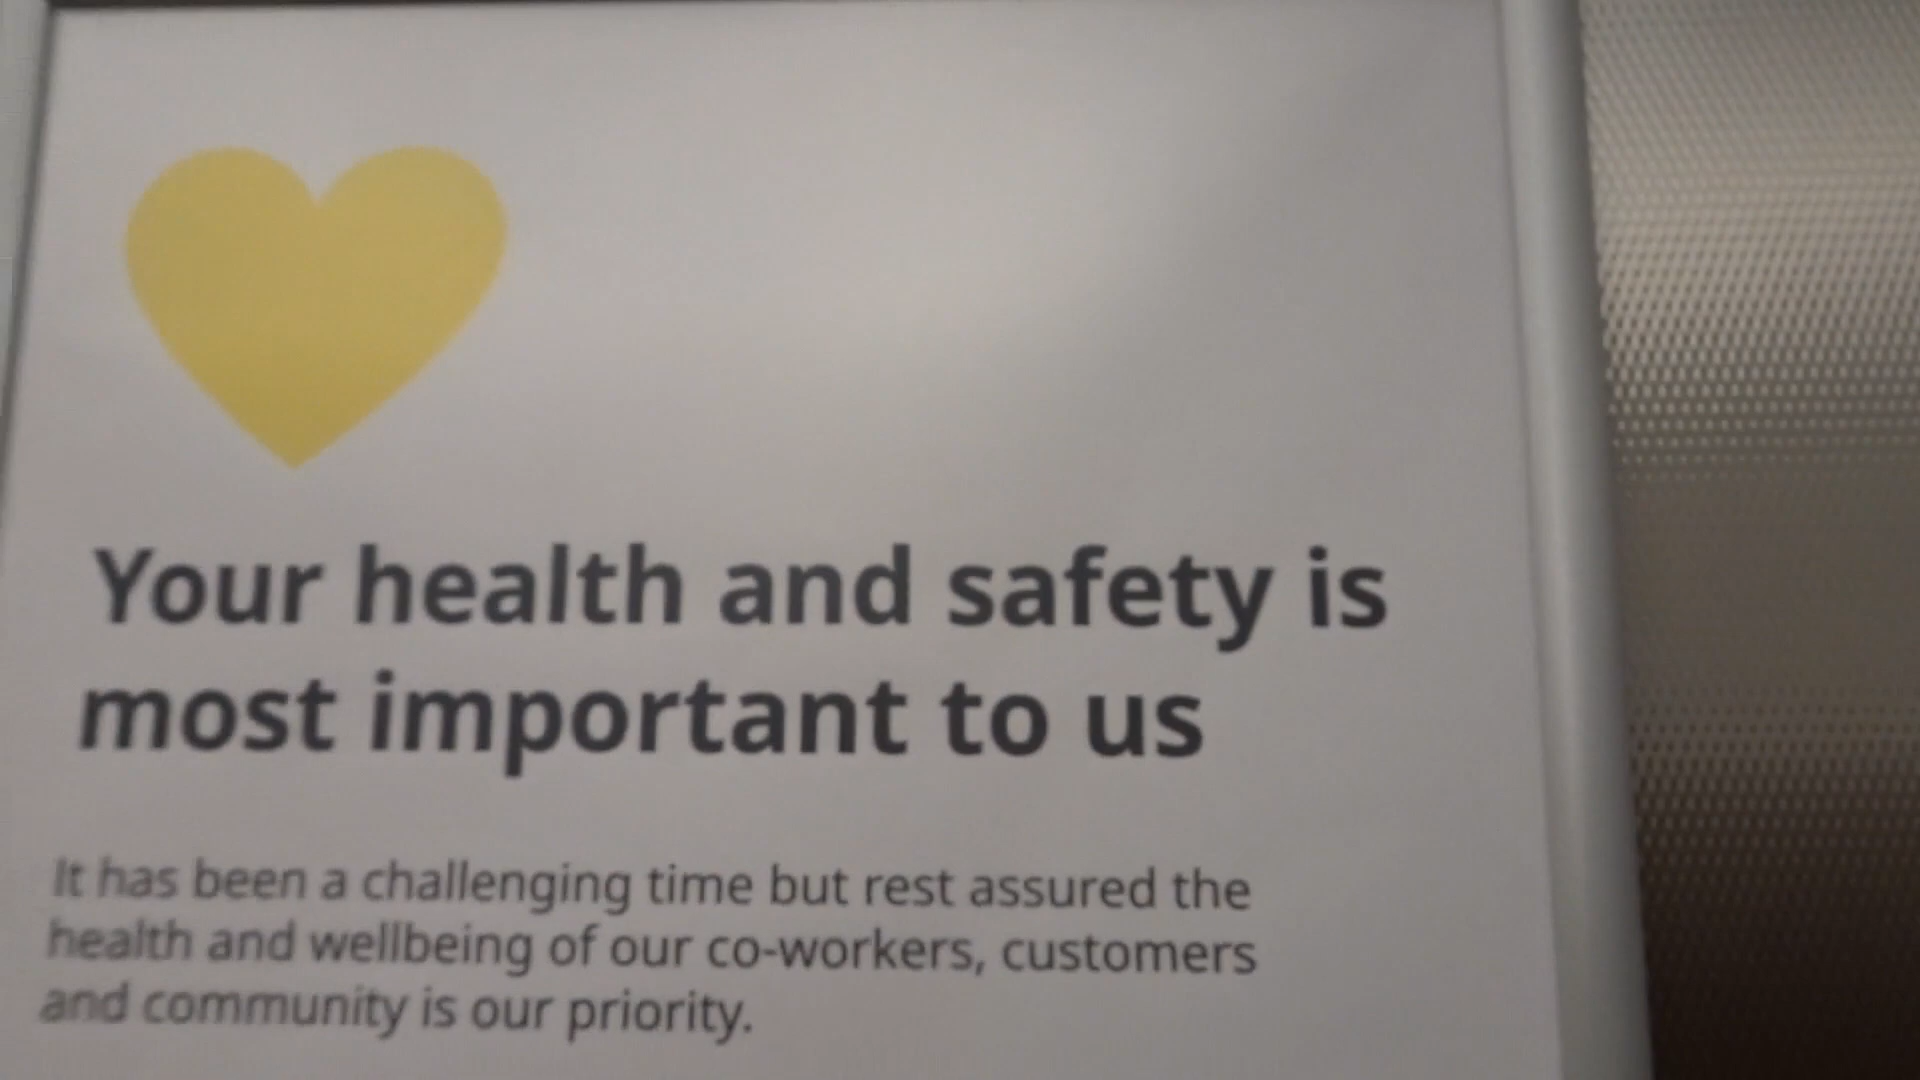 Your health and safety is
most important to us
It has been a challenging time but rest assured the
health and wellbeing of our co-workers, customers
and community is our priority.